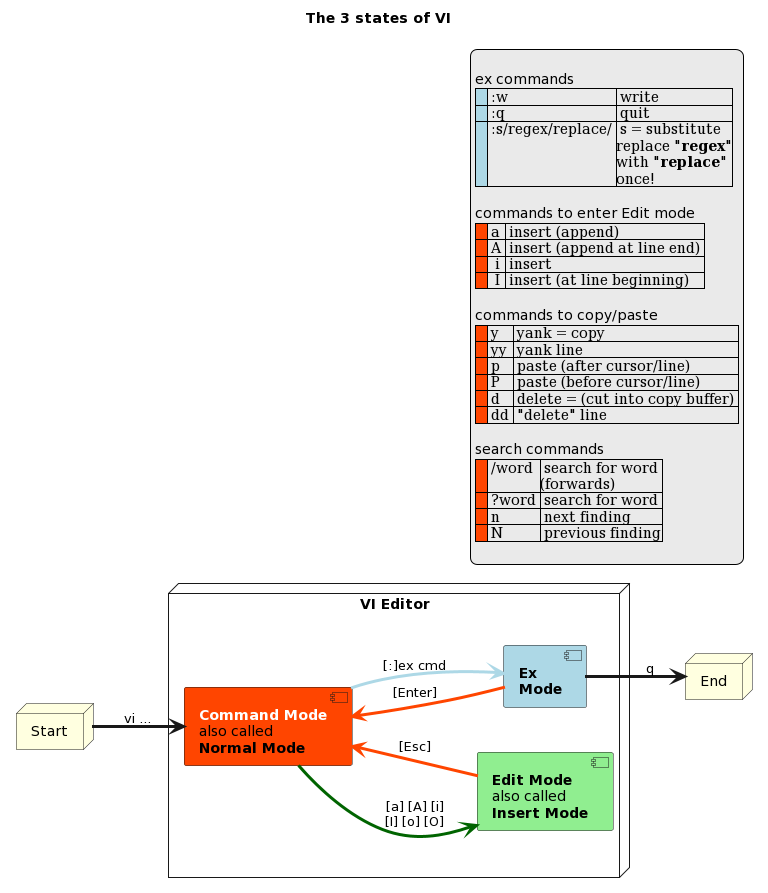 The 3 states of VI
ex commands
:w write
:q quit
:s/regex/replace/ s = substitute
replace "regex"
with "replace"
once!
commands to enter Edit mode
a insert (append)
A insert (append at line end)
i insert
I insert (at line beginning)
commands to copy/paste
y yank = copy
yy yank line
p paste (after cursor/line)
P paste (before cursor/line)
d delete = (cut into copy buffer)
dd "delete" line
search commands
/word search for word
(forwards)
?word search for word
n next finding
N previous finding
VI Editor
Start
vi ...
Command Mode
also called
Normal Mode
[:]ex cmd
[Enter]
Ex
Mode
q
End
[Esc]
[a] [A] [i]
[I] [o] [O]
Edit Mode
also called
Insert Mode